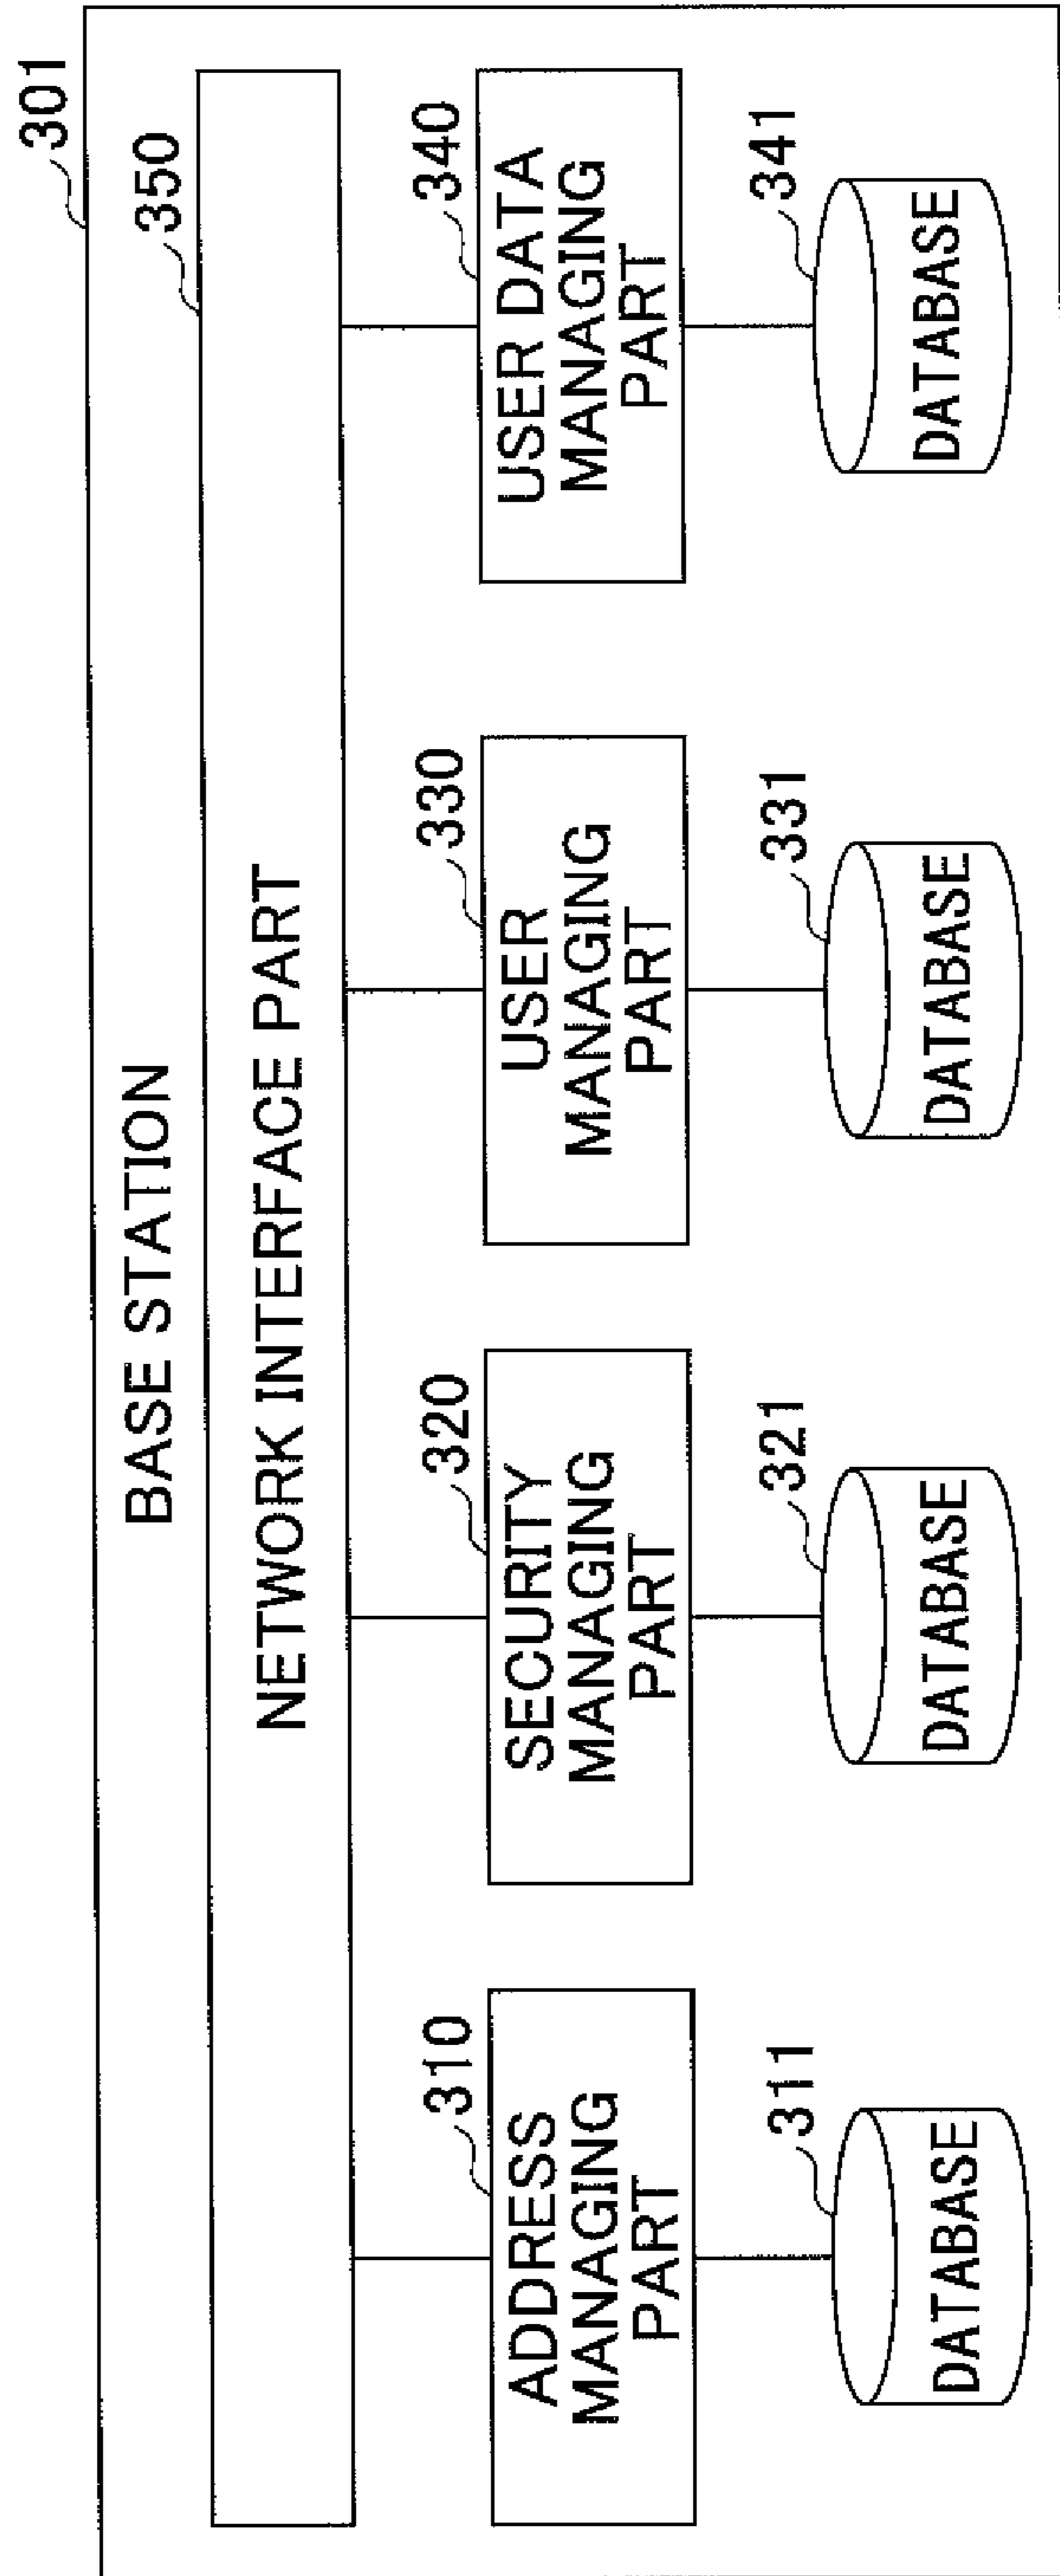 301
BASE STATION
350
NETWORK INTERFACE PART
310
ADDRESS
MANAGING
PART
320
SECURITY
MANAGING
PART
330
USER
MANAGING
PART
340
USER DATA
MANAGING
PART
311
DATABASE
321
DATABASE
331
DATABASE
341
DATABASE